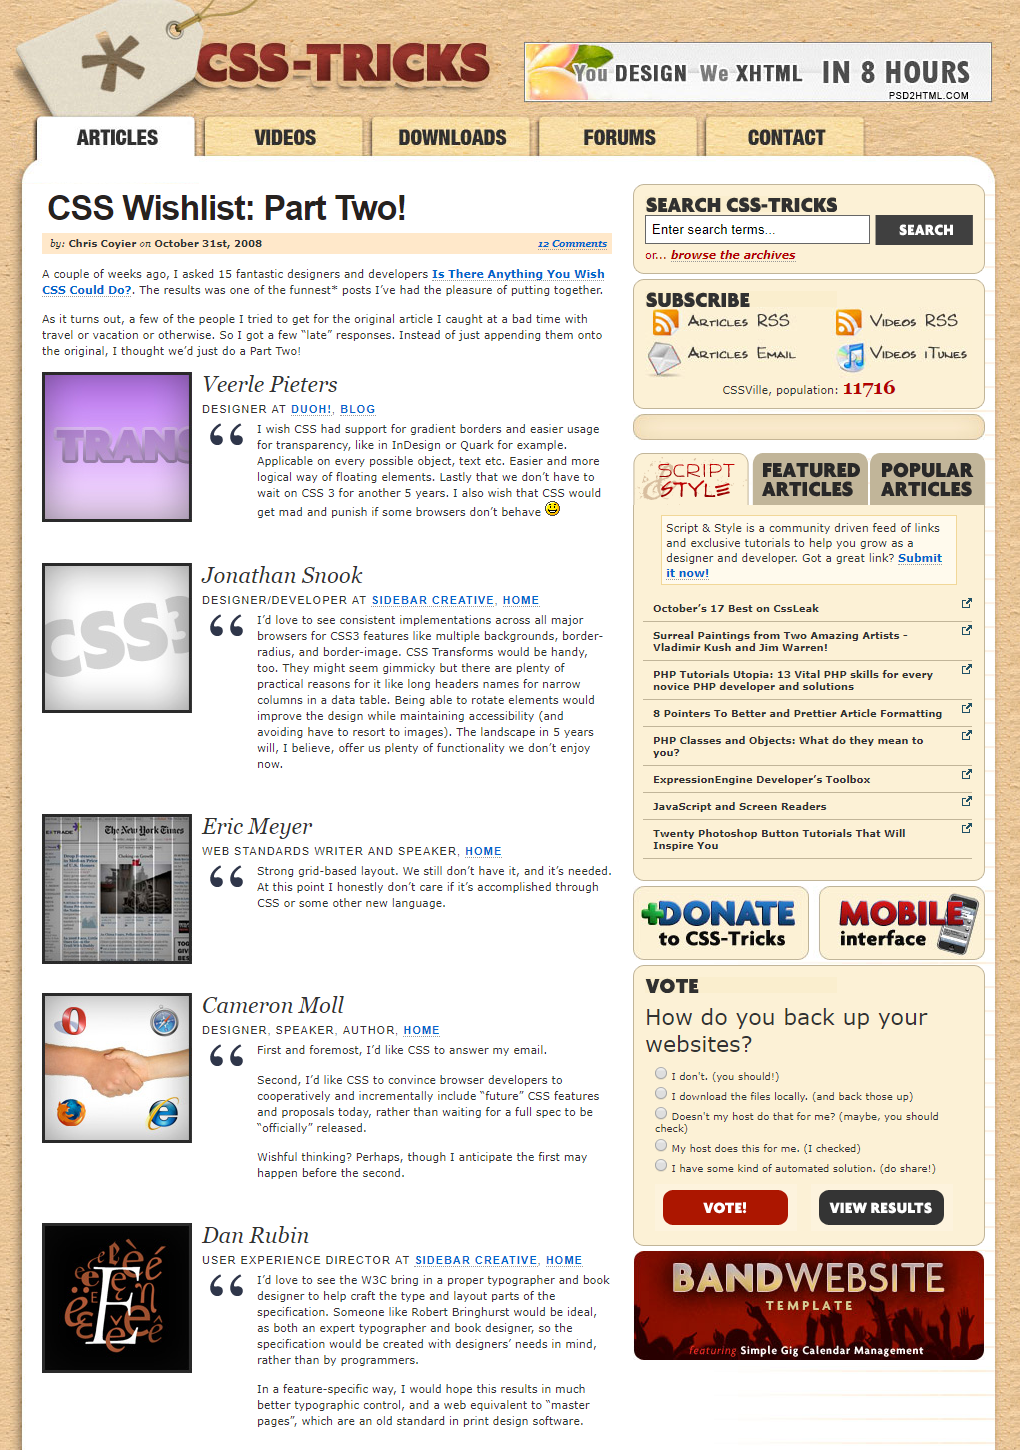 CSS-TRICKS
You DESIGN We XHTML IN 8 HOURS
PSD2HTML.COM
ARTICLES
VIDEOS
DOWNLOADS
FORUMS
CONTACT
CSS Wishlist: Part Two!
by: Chris Coyier on October 31st, 2008
12 Comments
A couple of weeks ago, I asked 15 fantastic designers and developers Is There Anything You Wish
CSS Could Do?. The results was one of the funnest* posts I’ve had the pleasure of putting together.
As it turns out, a few of the people I tried to get for the original article I caught at a bad time with
travel or vacation or otherwise. So I got a few “late” responses. Instead of just appending them onto
the original, I thought we’d just do a Part Two!
TRANS
Veerle Pieters
DESIGNER AT DUOH!, BLOG
“ I wish CSS had support for gradient borders and easier usage
for transparency, like in InDesign or Quark for example.
Applicable on every possible object, text etc. Easier and more
logical way of floating elements. Lastly that we don’t have to
wait on CSS 3 for another 5 years. I also wish that CSS would
get mad and punish if some browsers don’t behave
CSS3
Jonathan Snook
DESIGNER/DEVELOPER AT SIDEBAR CREATIVE, HOME
“ I’d love to see consistent implementations across all major
browsers for CSS3 features like multiple backgrounds, border-
radius, and border-image. CSS Transforms would be handy,
too. They might seem gimmicky but there are plenty of
practical reasons for it like long headers names for narrow
columns in a data table. Being able to rotate elements would
improve the design while maintaining accessibility (and
avoiding have to resort to images). The landscape in 5 years
will, I believe, offer us plenty of functionality we don’t enjoy
now.
The New York Times
Eric Meyer
WEB STANDARDS WRITER AND SPEAKER, HOME
“ Strong grid-based layout. We still don’t have it, and it’s needed.
At this point I honestly don’t care if it’s accomplished through
CSS or some other new language.
Cameron Moll
DESIGNER, SPEAKER, AUTHOR, HOME
“ First and foremost, I’d like CSS to answer my email.
Second, I’d like CSS to convince browser developers to
cooperatively and incrementally include “future” CSS features
and proposals today, rather than waiting for a full spec to be
“officially” released.
Wishful thinking? Perhaps, though I anticipate the first may
happen before the second.
Dan Rubin
USER EXPERIENCE DIRECTOR AT SIDEBAR CREATIVE, HOME
“ I’d love to see the W3C bring in a proper typographer and book
designer to help craft the type and layout parts of the
specification. Someone like Robert Bringhurst would be ideal,
as both an expert typographer and book designer, so the
specification would be created with designers’ needs in mind,
rather than by programmers.
In a feature-specific way, I would hope this results in much
better typographic control, and a web equivalent to “master
pages”, which are an old standard in print design software.
SEARCH CSS-TRICKS
Enter search terms...
SEARCH
or... browse the archives
SUBSCRIBE
Articles RSS
Videos RSS
Articles Email
Videos iTunes
CSSVille, population: 11716
SCRIPT & STYLE
FEATURED ARTICLES
POPULAR ARTICLES
Script & Style is a community driven feed of links
and exclusive tutorials to help you grow as a
designer and developer. Got a great link? Submit
it now!
October’s 17 Best on CssLeak
Surreal Paintings from Two Amazing Artists -
Vladimir Kush and Jim Warren!
PHP Tutorials Utopia: 13 Vital PHP skills for every
novice PHP developer and solutions
8 Pointers To Better and Prettier Article Formatting
PHP Classes and Objects: What do they mean to
you?
ExpressionEngine Developer’s Toolbox
JavaScript and Screen Readers
Twenty Photoshop Button Tutorials That Will
Inspire You
+DONATE
to CSS-Tricks
MOBILE
interface
VOTE
How do you back up your
websites?
I don't. (you should!)
I download the files locally. (and back those up)
Doesn't my host do that for me? (maybe, you should
check)
My host does this for me. (I checked)
I have some kind of automated solution. (do share!)
VOTE!
VIEW RESULTS
BANDWEBSITE
TEMPLATE
featuring Simple Gig Calendar Management